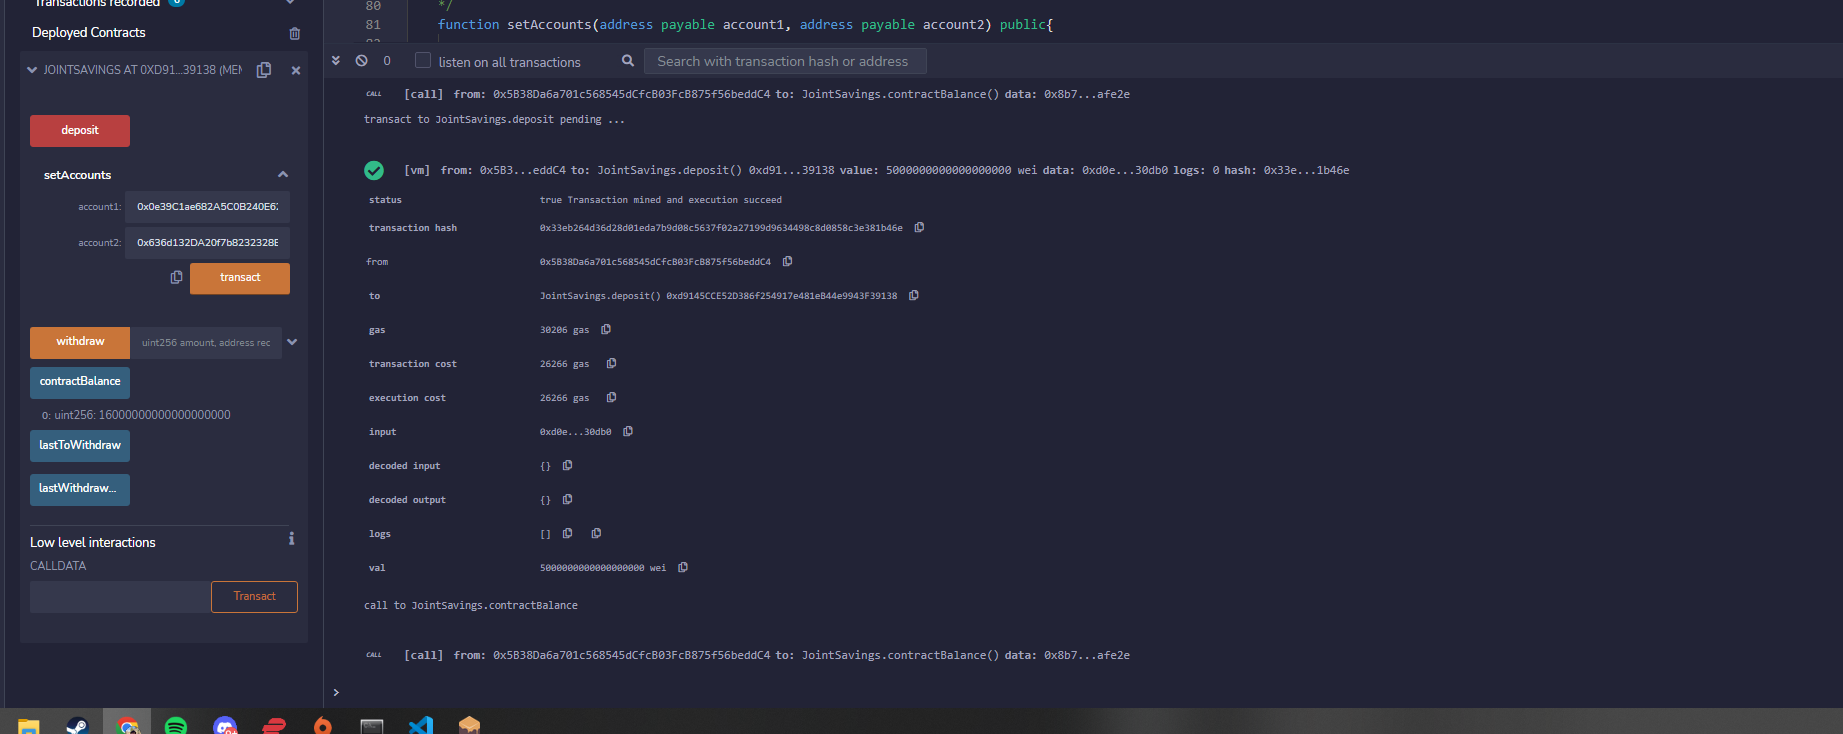 Transactions recorded
Deployed Contracts
JOINTSAVINGS AT 0XD91...39138 (MEM
deposit
setAccounts
account1: 0x0e39C1ae682A5C0B240E62
account2: 0x636d132DA20f7b8232328E
transact
withdraw uint256 amount, address rec
contractBalance
0: uint256: 16000000000000000000
lastToWithdraw
lastWithdraw...
Low level interactions
i
CALLDATA
Transact
80 */
81 function setAccounts(address payable account1, address payable account2) public{
0 listen on all transactions Search with transaction hash or address
CALL [call] from: 0x5B38Da6a701c568545dCfcB03FcB875f56beddC4 to: JointSavings.contractBalance() data: 0x8b7...afe2e
transact to JointSavings.deposit pending ...
[vm] from: 0x5B3...eddC4 to: JointSavings.deposit() 0xd91...39138 value: 5000000000000000000 wei data: 0xd0e...30db0 logs: 0 hash: 0x33e...1b46e
status true Transaction mined and execution succeed
transaction hash 0x33eb264d36d28d01eda7b9d08c5637f02a27199d9634498c8d0858c3e381b46e
from 0x5B38Da6a701c568545dCfcB03FcB875f56beddC4
to JointSavings.deposit() 0xd9145CCE52D386f254917e481eB44e9943F39138
gas 30206 gas
transaction cost 26266 gas
execution cost 26266 gas
input 0xd0e...30db0
decoded input {}
decoded output {}
logs []
val 5000000000000000000 wei
call to JointSavings.contractBalance
CALL [call] from: 0x5B38Da6a701c568545dCfcB03FcB875f56beddC4 to: JointSavings.contractBalance() data: 0x8b7...afe2e
>